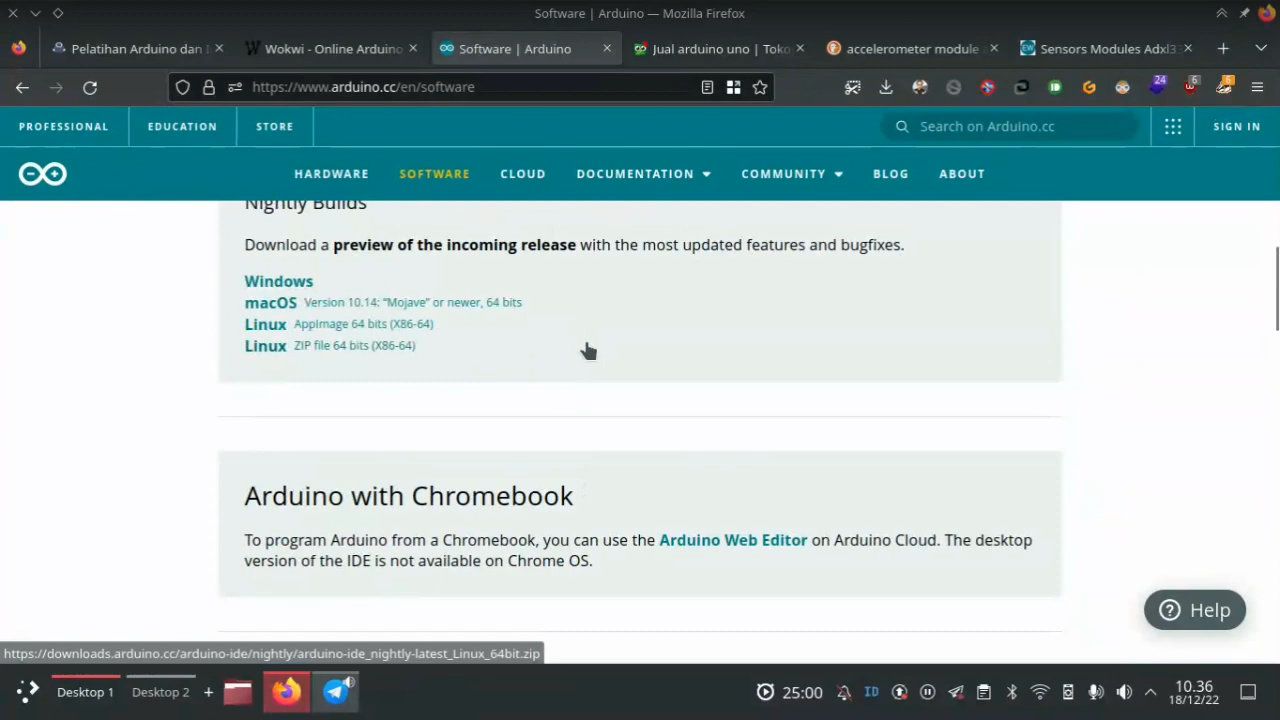 Software | Arduino — Mozilla Firefox
Pelatihan Arduino dan
Wokwi - Online Arduino
Software | Arduino
Jual arduino uno | Toko
accelerometer module
Sensors Modules Adxl3
https://www.arduino.cc/en/software
24
6
6
PROFESSIONAL
EDUCATION
STORE
Search on Arduino.cc
SIGN IN
HARDWARE
SOFTWARE
CLOUD
DOCUMENTATION
COMMUNITY
BLOG
ABOUT
Nightly Builds
Download a preview of the incoming release with the most updated features and bugfixes.
Windows
macOS Version 10.14: "Mojave" or newer, 64 bits
Linux AppImage 64 bits (X86-64)
Linux ZIP file 64 bits (X86-64)
Arduino with Chromebook
To program Arduino from a Chromebook, you can use the Arduino Web Editor on Arduino Cloud. The desktop
version of the IDE is not available on Chrome OS.
Help
https://downloads.arduino.cc/arduino-ide/nightly/arduino-ide_nightly-latest_Linux_64bit.zip
Desktop 1
Desktop 2
25:00
ID
10.36
18/12/22